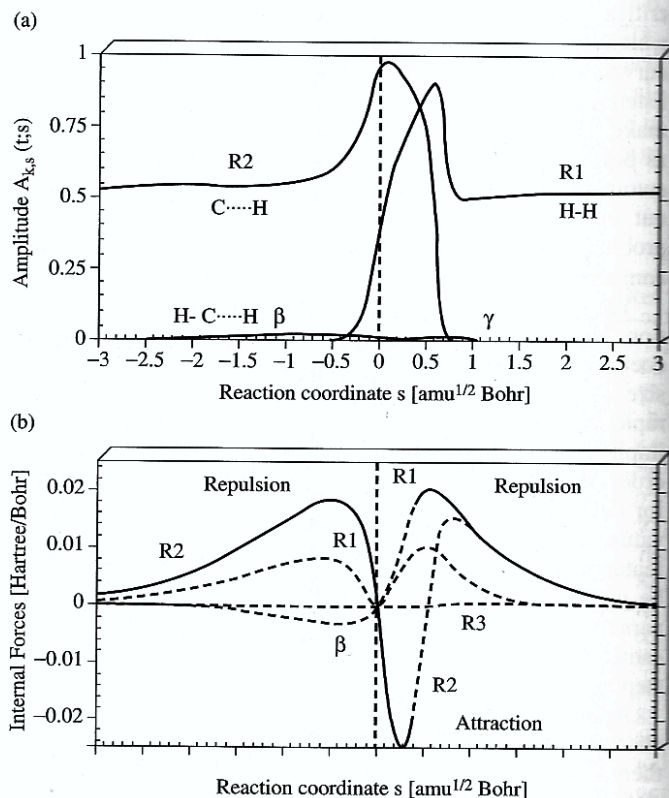 (a)
Amplitude A_{k,s} (t;s)
1
0.75
0.5
0.25
0
R2
C·····H
R1
H-H
H- C·····H β
γ
−3 −2.5 −2 −1.5 −1 −0.5 0 0.5 1 1.5 2 2.5 3
Reaction coordinate s [amu^{1/2} Bohr]
(b)
Internal Forces [Hartree/Bohr]
0.02
0.01
0
−0.01
−0.02
Repulsion
R1
Repulsion
R2
R1
β
R3
R2
Attraction
Reaction coordinate s [amu^{1/2} Bohr]